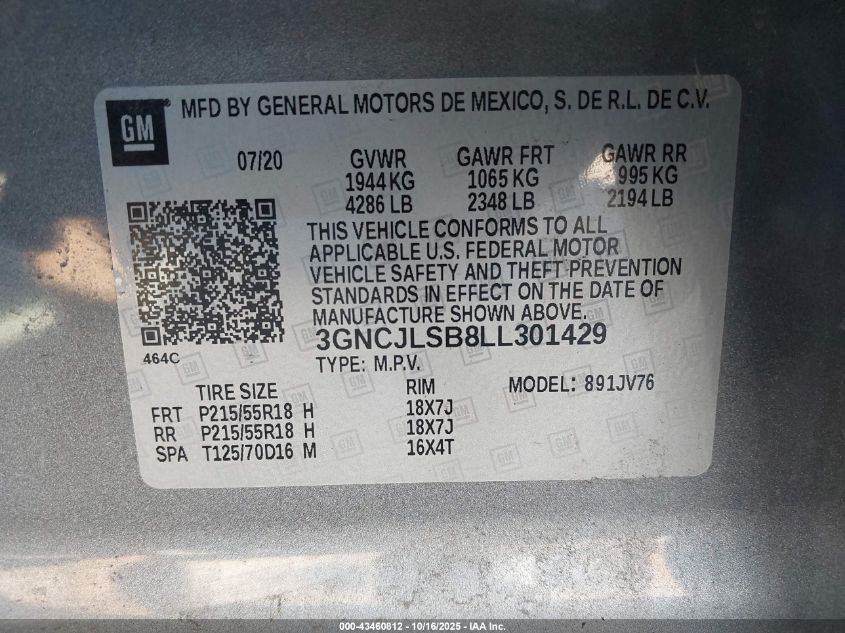 GM® MFD BY GENERAL MOTORS DE MEXICO, S. DE R.L. DE C.V.
07/20 GVWR GAWR FRT GAWR RR
1944 KG 1065 KG 995 KG
4286 LB 2348 LB 2194 LB
THIS VEHICLE CONFORMS TO ALL
APPLICABLE U.S. FEDERAL MOTOR
VEHICLE SAFETY AND THEFT PREVENTION
STANDARDS IN EFFECT ON THE DATE OF
MANUFACTURE SHOWN ABOVE.
3GNCJLSB8LL301429
464C
TYPE: M.P.V.
TIRE SIZE RIM MODEL: 891JV76
FRT P215/55R18 H 18X7J
RR P215/55R18 H 18X7J
SPA T125/70D16 M 16X4T
000-43460812 - 10/16/2025 - IAA Inc.